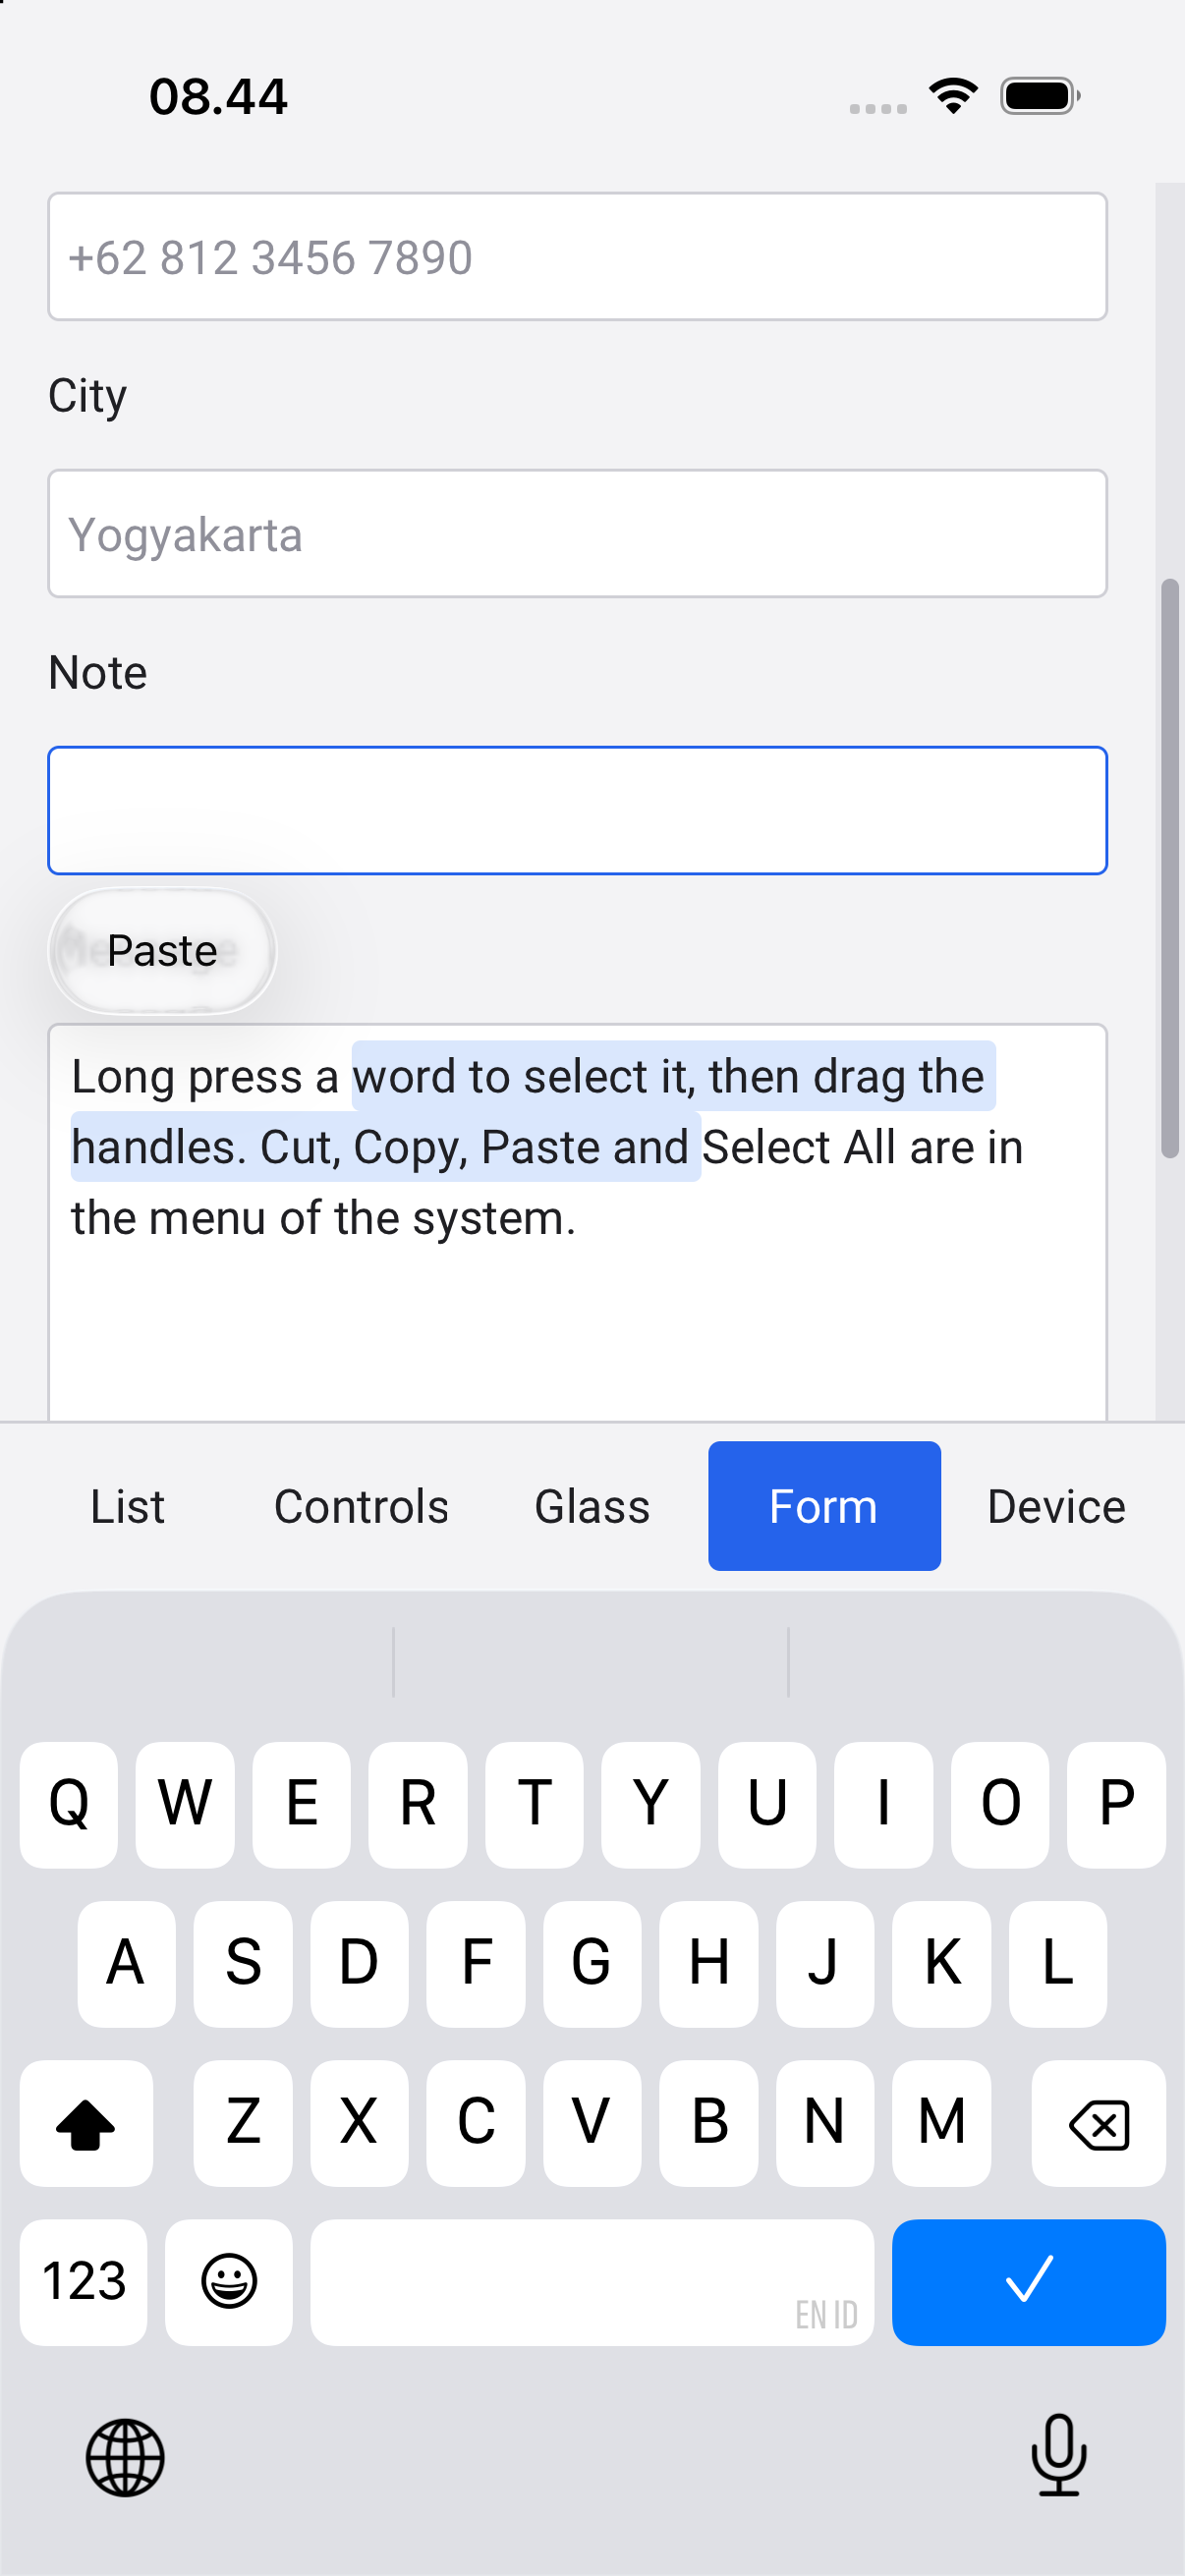 08.44
+62 812 3456 7890
City
Yogyakarta
Note
Paste
Long press a word to select it, then drag the
handles. Cut, Copy, Paste and Select All are in
the menu of the system.
List Controls Glass Form Device
Q W E R T Y U I O P
A S D F G H J K L
Z X C V B N M
123
EN ID